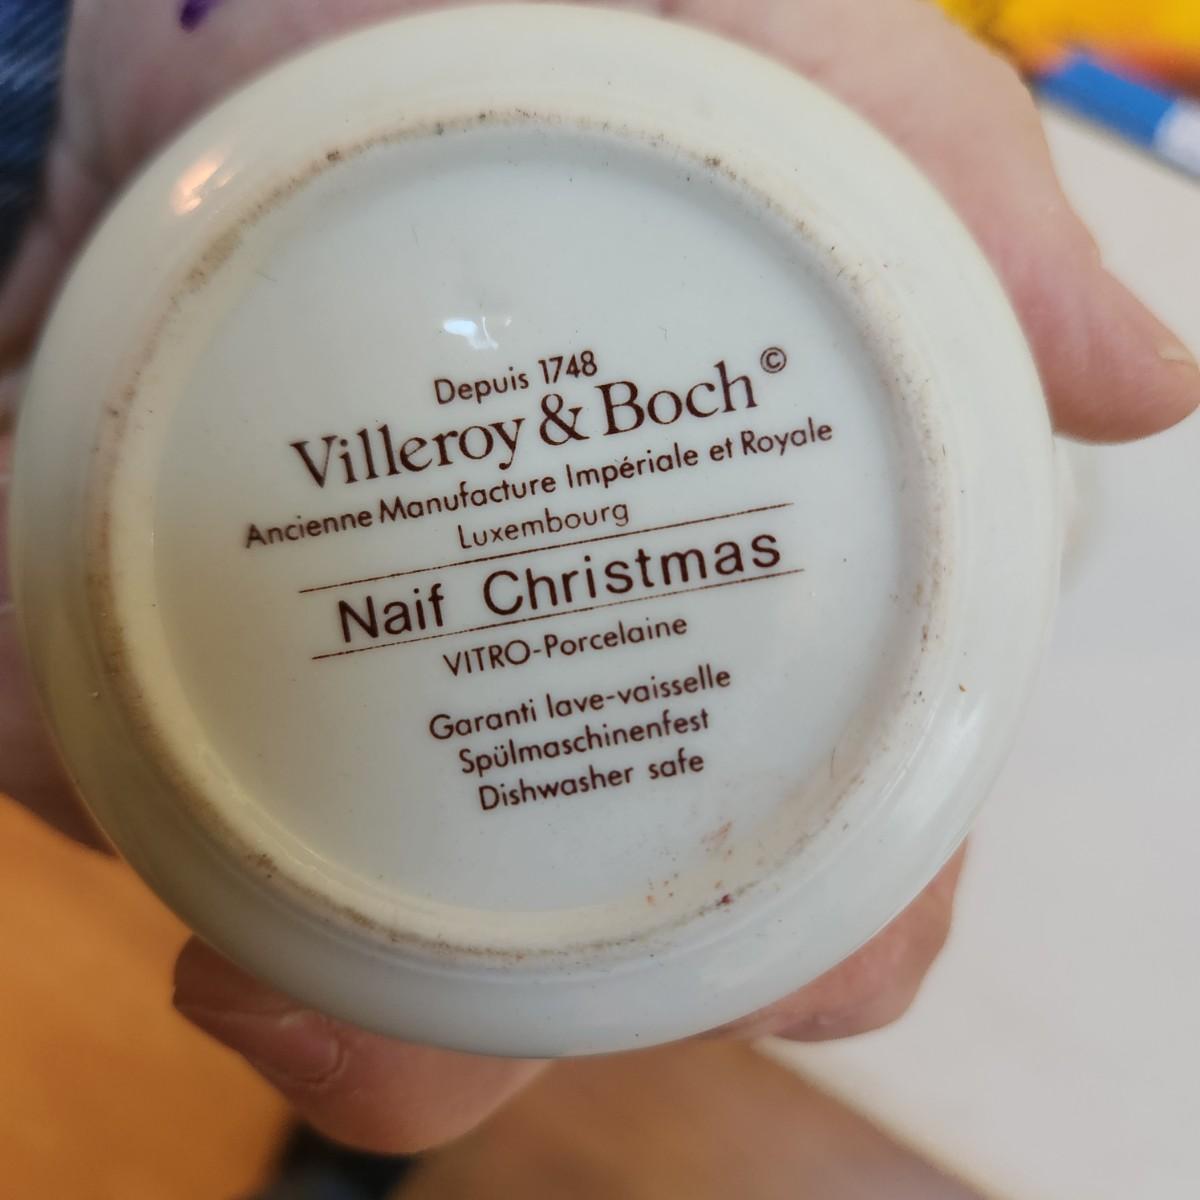 Depuis 1748
Villeroy & Boch©
Ancienne Manufacture Impériale et Royale
Luxembourg
Naif Christmas
VITRO-Porcelaine
Garanti lave-vaisselle
Spülmaschinenfest
Dishwasher safe